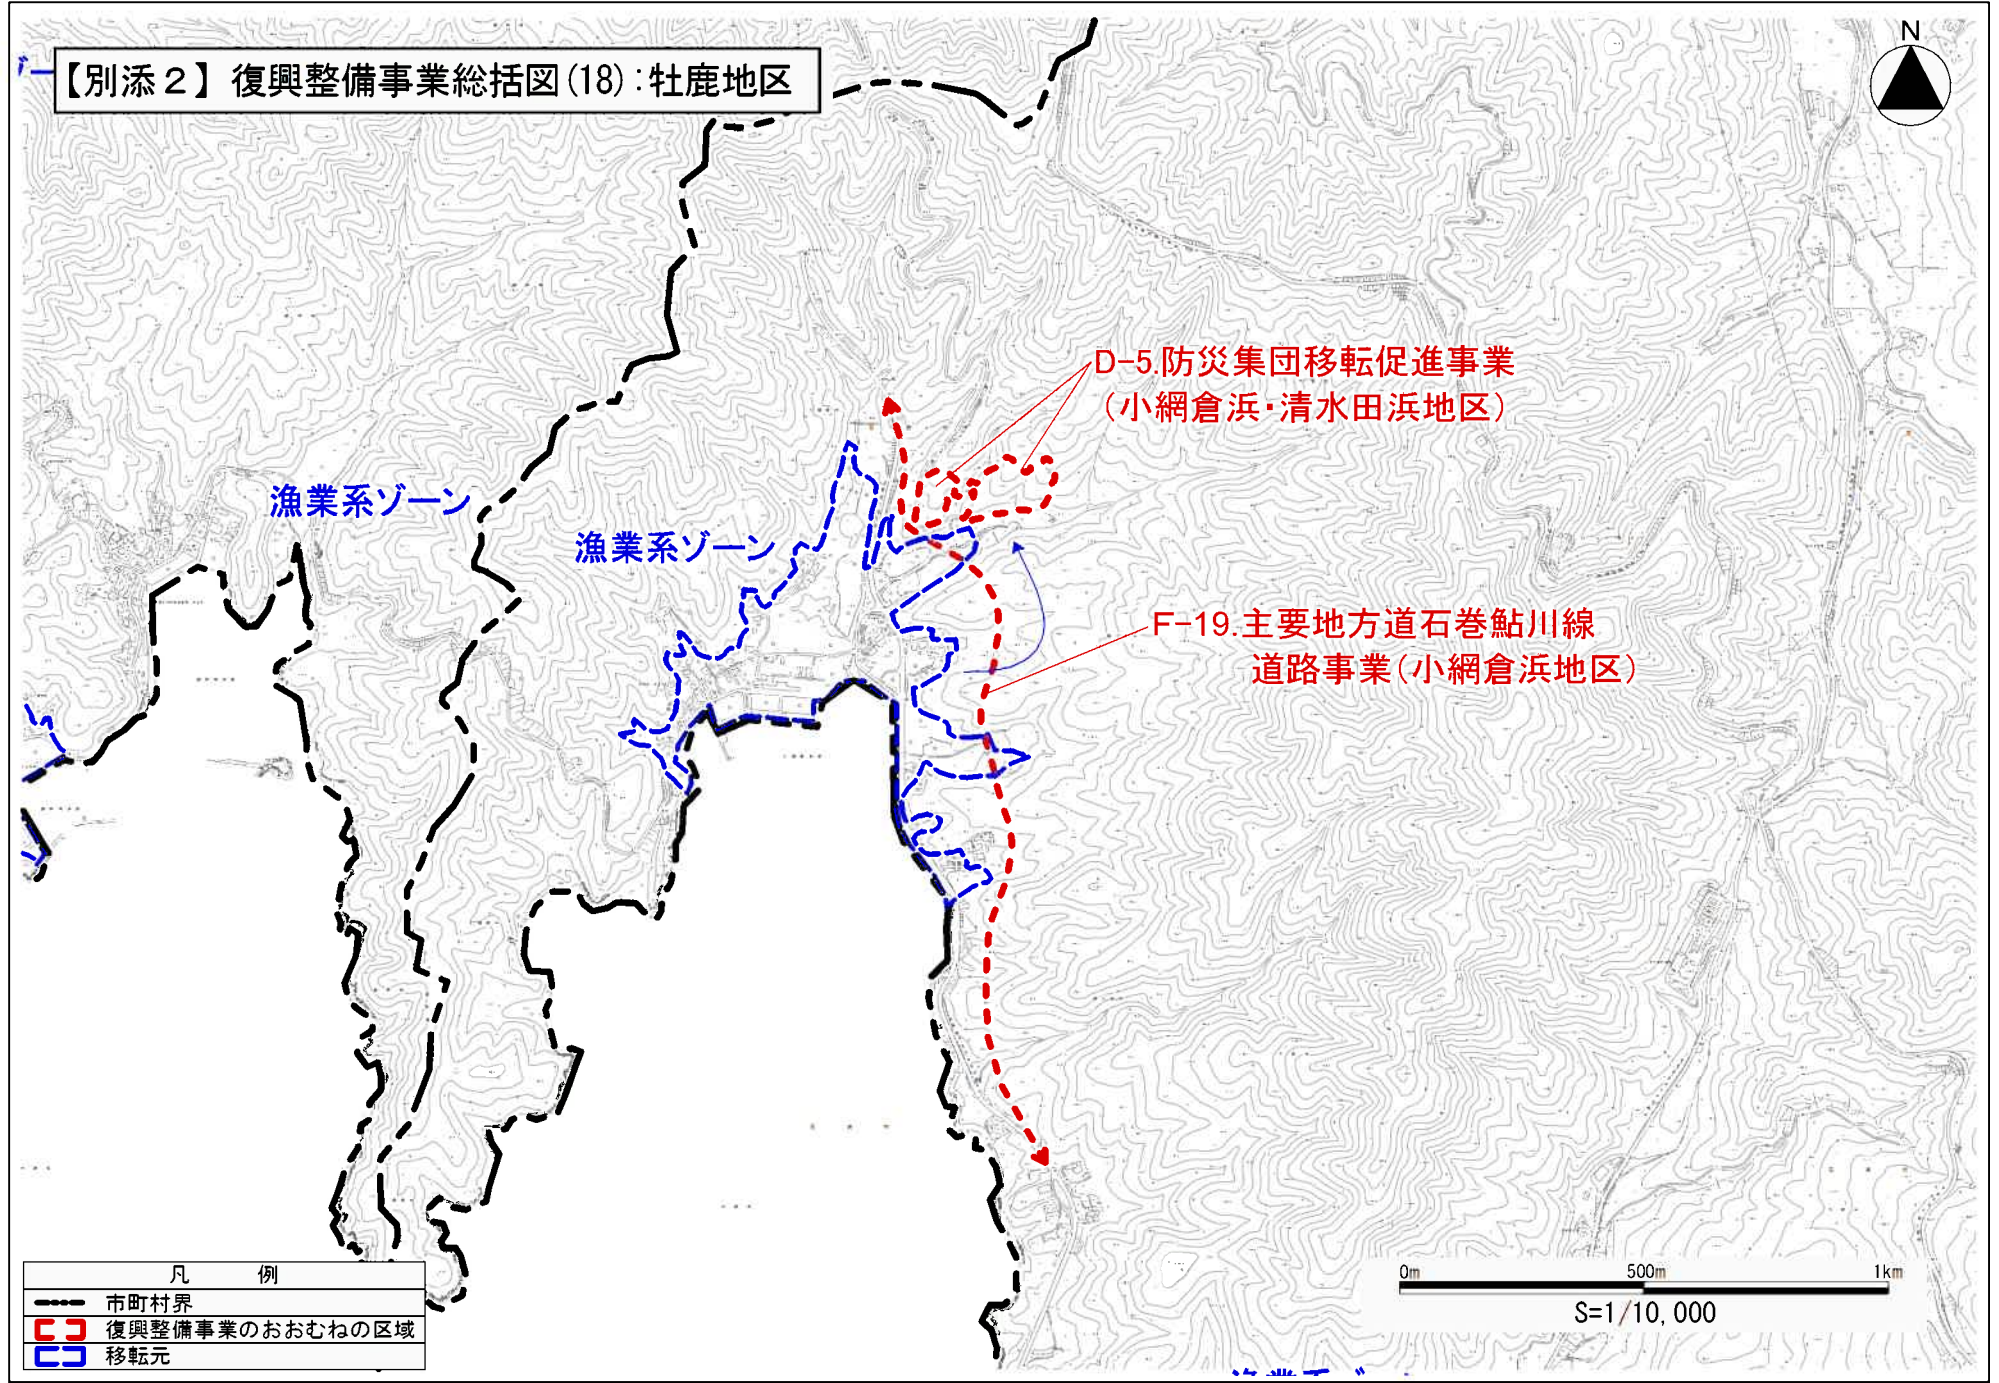 【別添2】復興整備事業総括図(18):牡鹿地区
N
D-5.防災集団移転促進事業
(小網倉浜・清水田浜地区)
漁業系ゾーン
漁業系ゾーン
F-19.主要地方道石巻鮎川線
道路事業(小網倉浜地区)
凡 例
市町村界
復興整備事業のおおむねの区域
移転元
0m 500m 1km
S=1/10,000